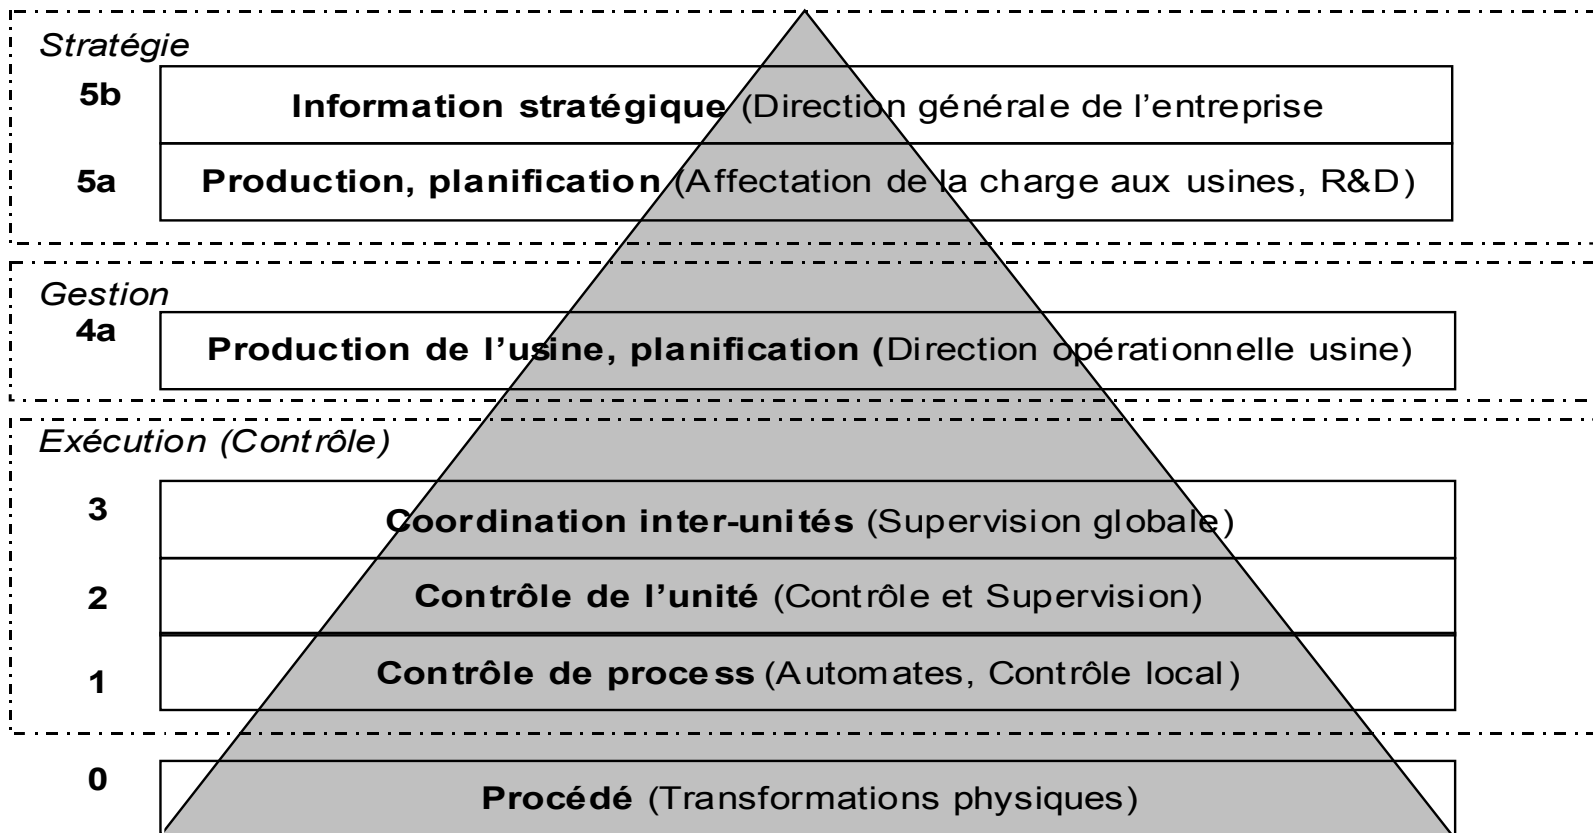 Stratégie
5b
Information stratégique (Direction générale de l’entreprise
5a
Production, planification (Affectation de la charge aux usines, R&D)
Gestion
4a
Production de l’usine, planification (Direction opérationnelle usine)
Exécution (Contrôle)
3
Coordination inter-unités (Supervision globale)
2
Contrôle de l’unité (Contrôle et Supervision)
1
Contrôle de process (Automates, Contrôle local)
0
Procédé (Transformations physiques)